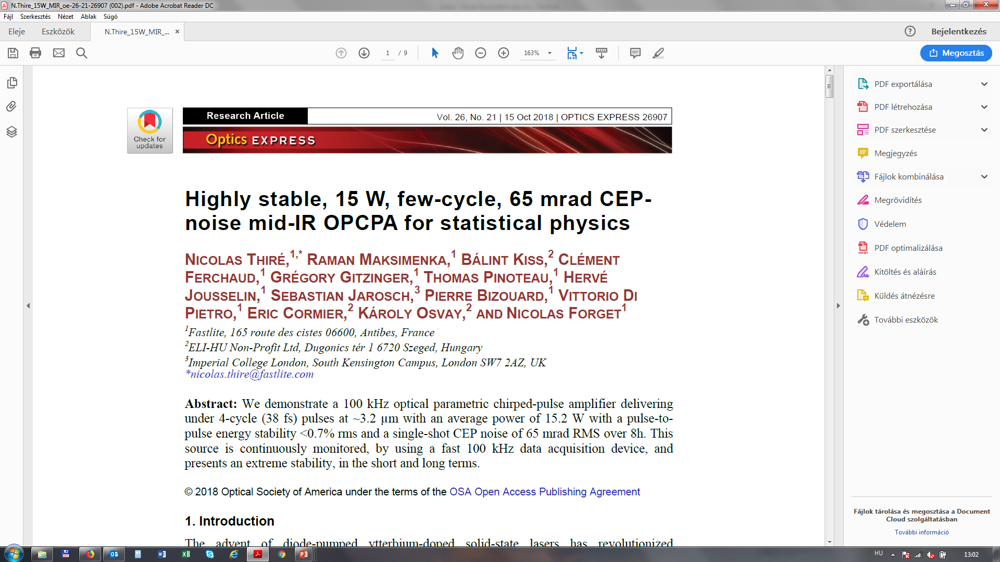 N.Thire_15W_MIR_oe-26-21-26907 (002).pdf - Adobe Acrobat Reader DC
Fájl Szerkesztés Nézet Ablak Súgó
Eleje Eszközök N.Thire_15W_MIR_... × Bejelentkezés
1 / 9 163% Megosztás
Check for
updates
Research Article
Vol. 26, No. 21 | 15 Oct 2018 | OPTICS EXPRESS 26907
Optics EXPRESS
Highly stable, 15 W, few-cycle, 65 mrad CEP-
noise mid-IR OPCPA for statistical physics
NICOLAS THIRÉ,1,* RAMAN MAKSIMENKA,1 BÁLINT KISS,2 CLÉMENT
FERCHAUD,1 GRÉGORY GITZINGER,1 THOMAS PINOTEAU,1 HERVÉ
JOUSSELIN,1 SEBASTIAN JAROSCH,3 PIERRE BIZOUARD,1 VITTORIO DI
PIETRO,1 ERIC CORMIER,2 KÁROLY OSVAY,2 AND NICOLAS FORGET1
1Fastlite, 165 route des cistes 06600, Antibes, France
2ELI-HU Non-Profit Ltd, Dugonics tér 1 6720 Szeged, Hungary
3Imperial College London, South Kensington Campus, London SW7 2AZ, UK
*nicolas.thire@fastlite.com
Abstract: We demonstrate a 100 kHz optical parametric chirped-pulse amplifier delivering
under 4-cycle (38 fs) pulses at ~3.2 µm with an average power of 15.2 W with a pulse-to-
pulse energy stability <0.7% rms and a single-shot CEP noise of 65 mrad RMS over 8h. This
source is continuously monitored, by using a fast 100 kHz data acquisition device, and
presents an extreme stability, in the short and long terms.
© 2018 Optical Society of America under the terms of the OSA Open Access Publishing Agreement
1. Introduction
The advent of diode-pumped ytterbium-doped solid-state lasers has revolutionized
PDF exportálása
PDF létrehozása
PDF szerkesztése
Megjegyzés
Fájlok kombinálása
Megrövidítés
Védelem
PDF optimalizálása
Kitöltés és aláírás
Küldés átnézésre
További eszközök
Fájlok tárolása és megosztása a Document
Cloud szolgáltatásban
További információ
HU 13:02